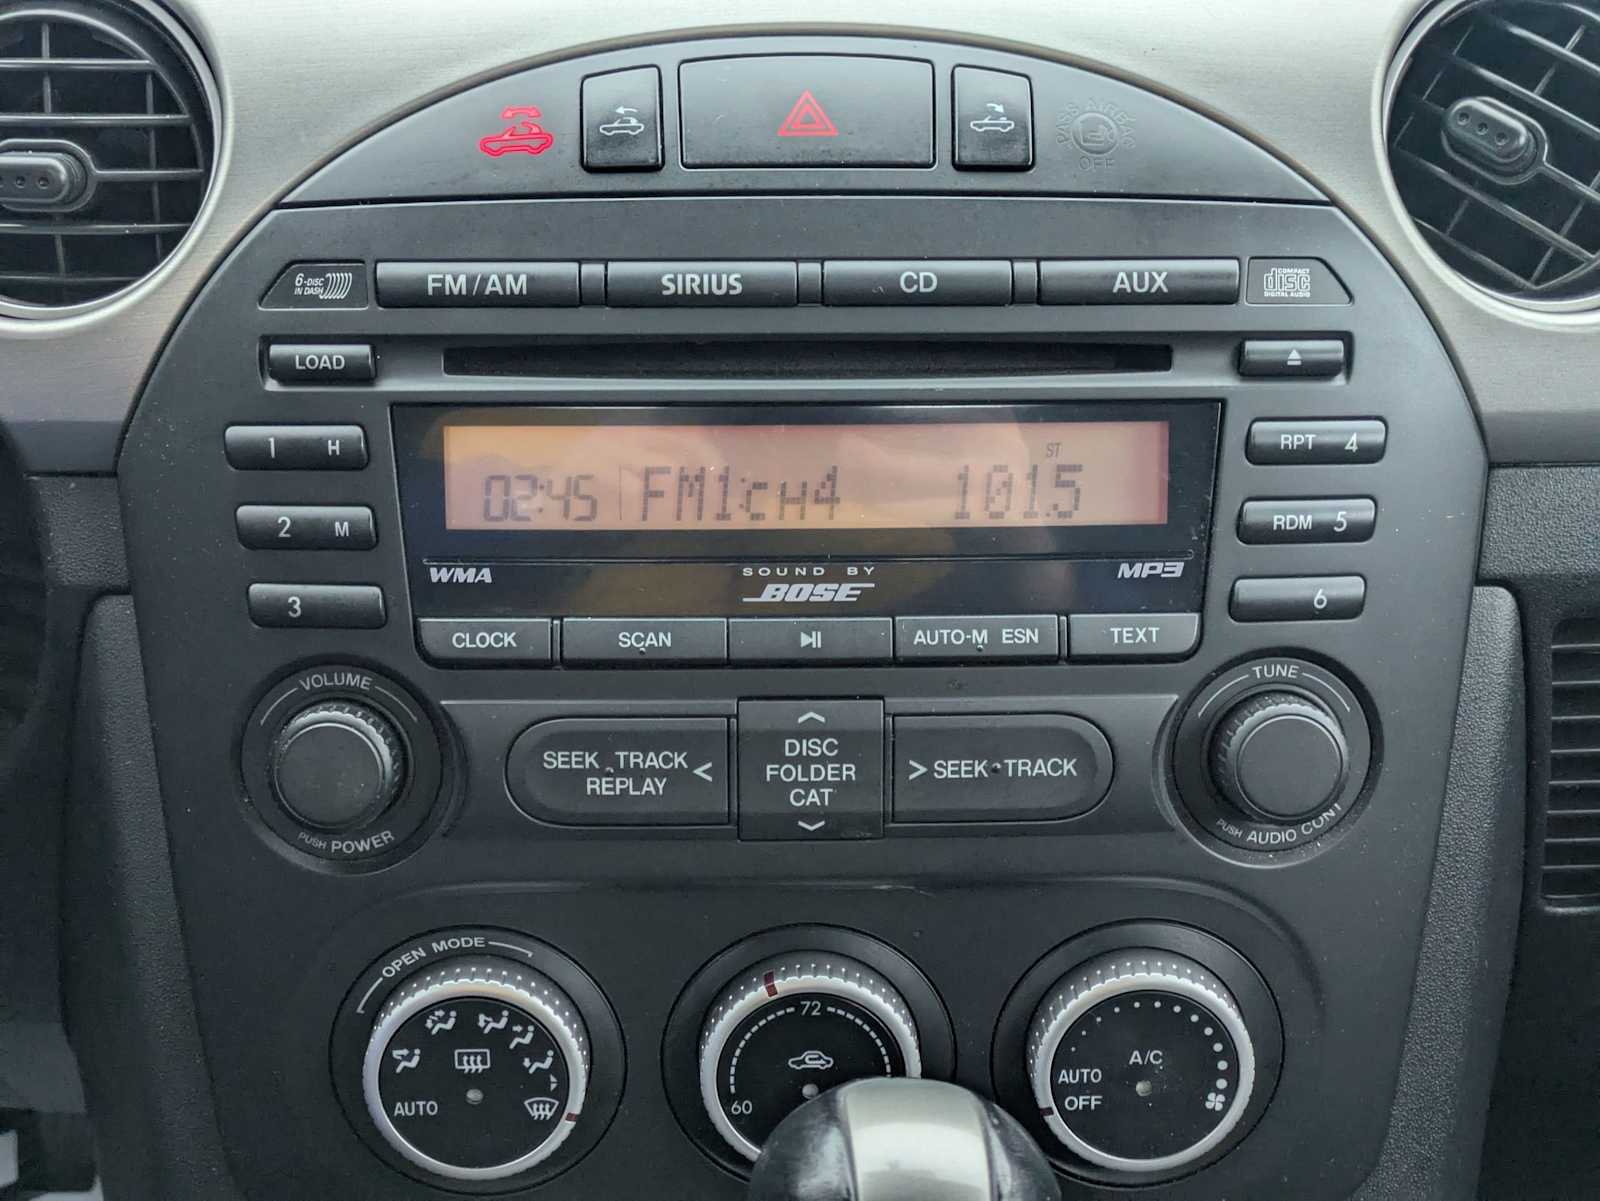 PASS AIRBAG
OFF
6-DISC
IN DASH
FM/AM
SIRIUS
CD
AUX
COMPACT
disc
DIGITAL AUDIO
LOAD
1 H
RPT 4
ST
02:45 FM1:CH4 101.5
2 M
RDM 5
WMA
SOUND BY
BOSE
MP3
3
6
CLOCK
SCAN
AUTO-M ESN
TEXT
VOLUME
PUSH POWER
SEEK TRACK
REPLAY <
DISC
FOLDER
CAT
> SEEK TRACK
TUNE
PUSH AUDIO CONT
OPEN MODE
AUTO
72
60
A/C
AUTO
OFF